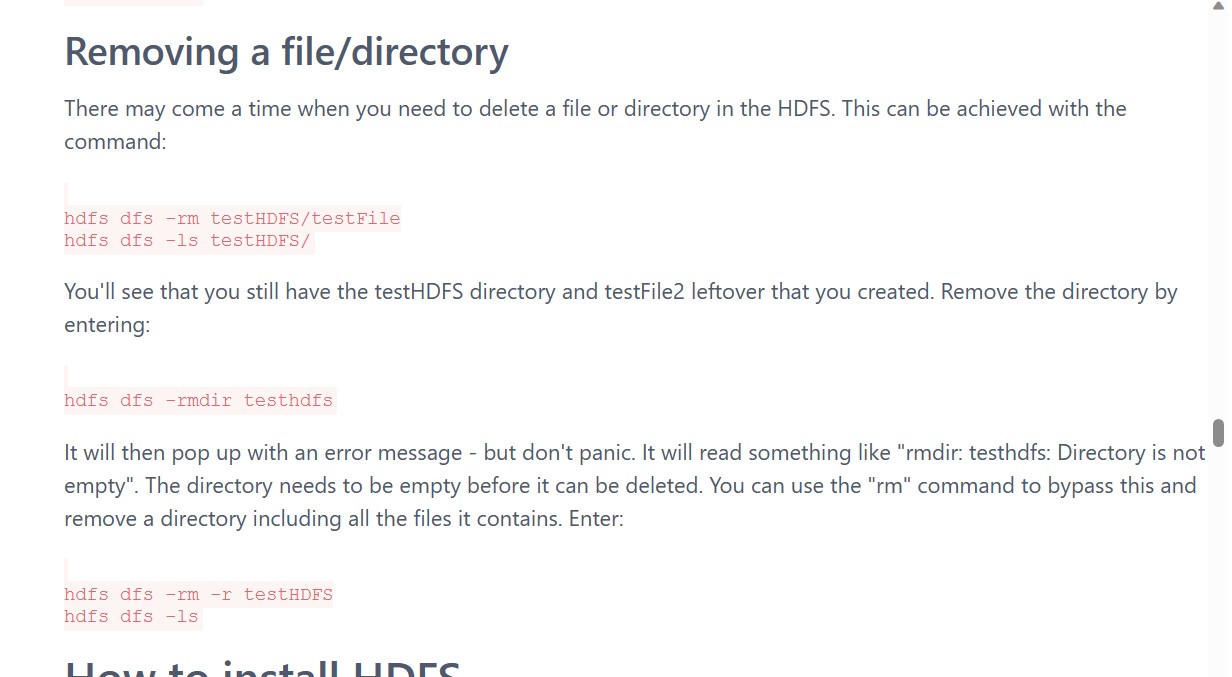 Removing a file/directory
There may come a time when you need to delete a file or directory in the HDFS. This can be achieved with the
command:
hdfs dfs -rm testHDFS/testFile
hdfs dfs -ls testHDFS/
You'll see that you still have the testHDFS directory and testFile2 leftover that you created. Remove the directory by
entering:
hdfs dfs -rmdir testhdfs
It will then pop up with an error message - but don't panic. It will read something like "rmdir: testhdfs: Directory is not
empty". The directory needs to be empty before it can be deleted. You can use the "rm" command to bypass this and
remove a directory including all the files it contains. Enter:
hdfs dfs -rm -r testHDFS
hdfs dfs -ls
How to install HDFS